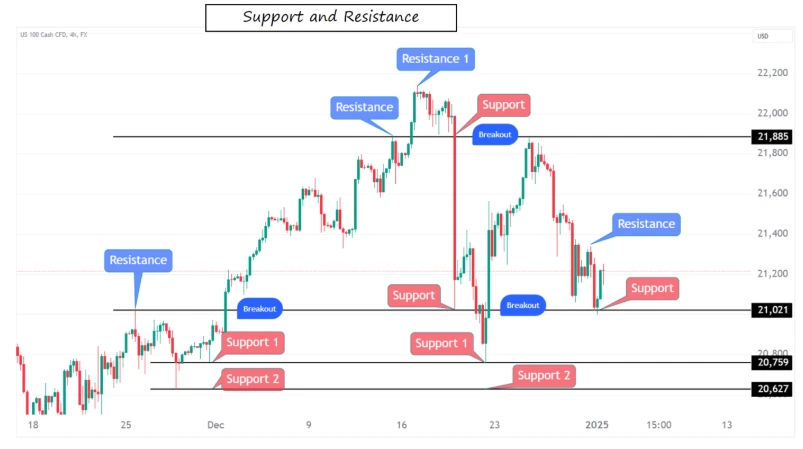 Support and Resistance
US 100 Cash CFD, 4h, FX
USD
22,200
Resistance 1
22,000
Resistance
Support
Breakout
21,885
21,800
21,600
21,400
Resistance
Resistance
21,200
Support
Support
Breakout
Breakout
21,021
Support 1
Support 1
20,800
20,759
Support 2
Support 2
20,627
18
25
Dec
9
16
23
2025
15:00
13